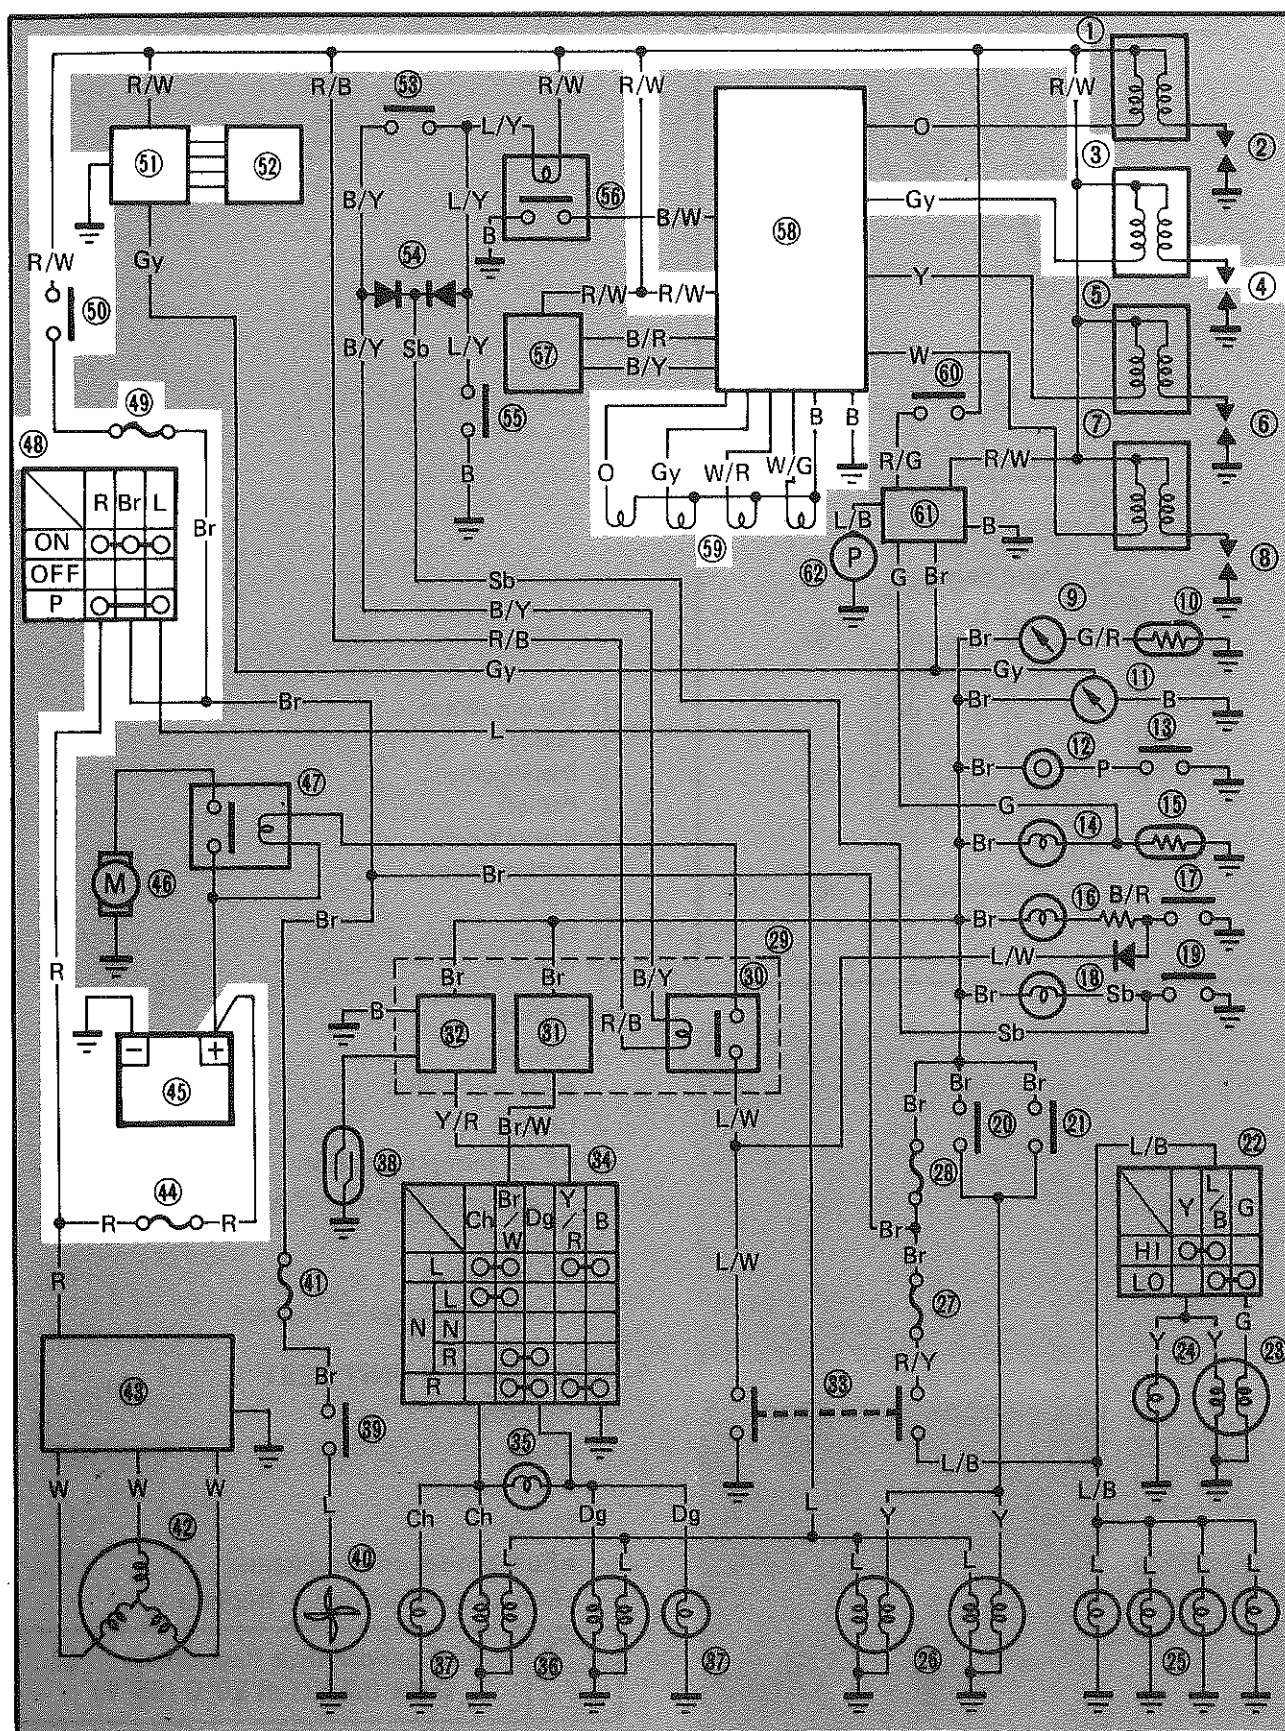 ①
R/W R/B R/W R/W R/W
㊾ 53
L/Y O ②
③
51 52
B/Y L/Y 56 B/W 58 Gy
B
R/W Gy 54 Y ④
50 R/W R/W ⑤
B/Y Sb L/Y 57 B/R W
B/Y 60
49 55 B B ⑥
48 ⑦
R Br L Br B O Gy W/R W/G R/G R/W
ON L/B 61 B
OFF 59 62 P ⑧
P Sb G Br
B/Y ⑨ ⑩
R/B Br G/R
Gy Gy ⑪
Br Br B
L ⑫ ⑬
47 Br P
G ⑮
M 46 Br ⑭
Br ⑰
Br Br ⑯ B/R
29 L/W ⑲
R Br Br B/Y 30 Br ⑱ Sb
B 32 31 R/B Sb
− + Br Br
45 Y/R Br/W L/W Br ⑳ 21
38 34 28 L/B 22
44 Ch Br/W Dg Y/R B Y L/B G
R R Br HI
L L/W Br LO
R 41 L 27 G
N N Y 24 Y 23
43 Br R R/Y
R 33
39 35
W W W L/B
L Ch Ch Dg Dg L Y Y L/B
42 40 L L L L L L L L
37 36 37 26 25